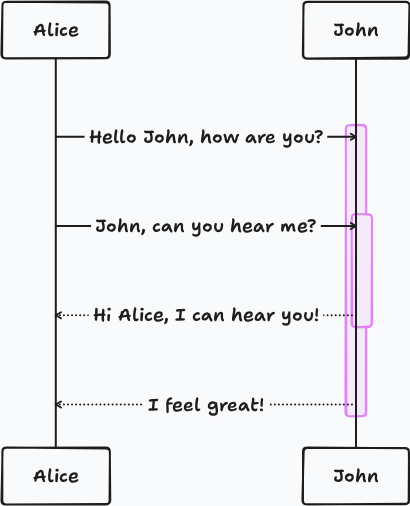 Alice
John
Hello John, how are you?
John, can you hear me?
Hi Alice, I can hear you!
I feel great!
Alice
John